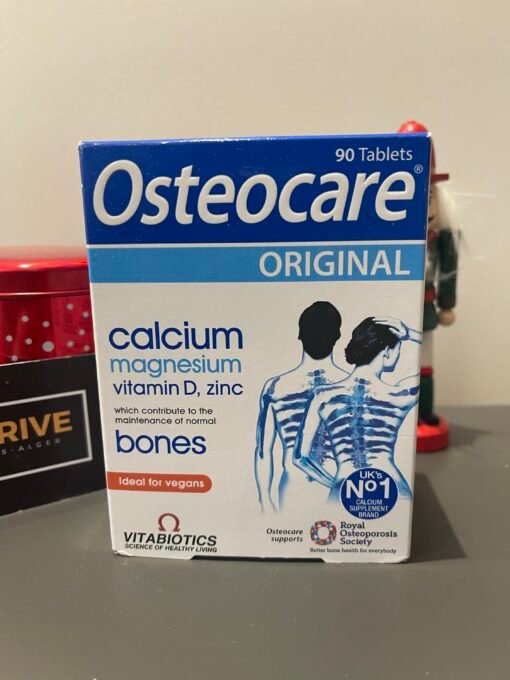 90 Tablets
Osteocare®
ORIGINAL
calcium
magnesium
vitamin D, zinc
which contribute to the
maintenance of normal
bones
Ideal for vegans
UK's
Nº1
CALCIUM
SUPPLEMENT
BRAND
VITABIOTICS
SCIENCE OF HEALTHY LIVING
Osteocare
supports
Royal
Osteoporosis
Society
Better bone health for everybody
RIVE
S·ALGER